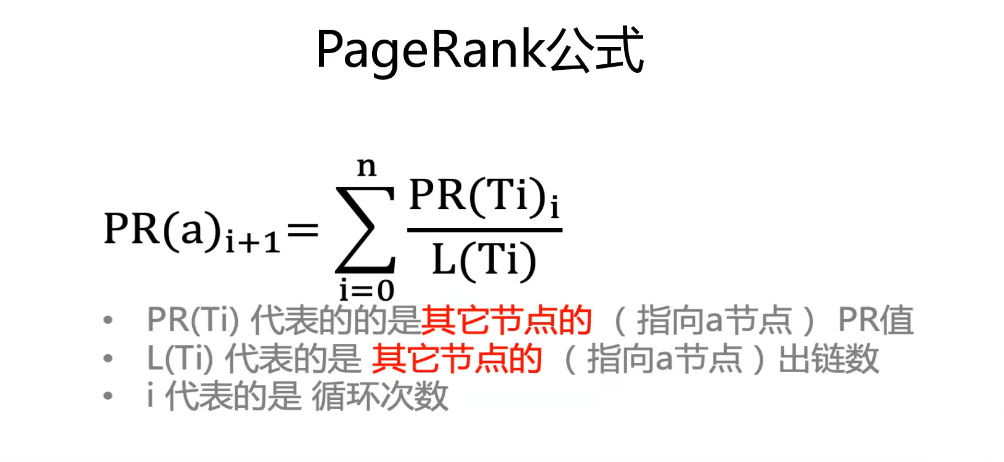 PageRank公式
n
PR(a)i+1= ∑ PR(Ti)i
L(Ti)
i=0
• PR(Ti) 代表的的是其它节点的 （指向a节点） PR值
• L(Ti) 代表的是 其它节点的 （指向a节点）出链数
• i 代表的是 循环次数